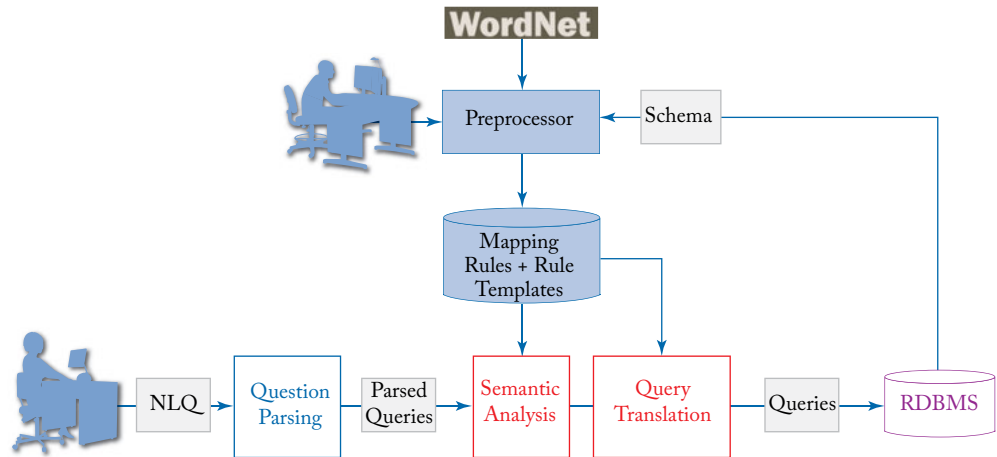 WordNet
Preprocessor
Schema
Mapping
Rules + Rule
Templates
NLQ
Question
Parsing
Parsed
Queries
Semantic
Analysis
Query
Translation
Queries
RDBMS